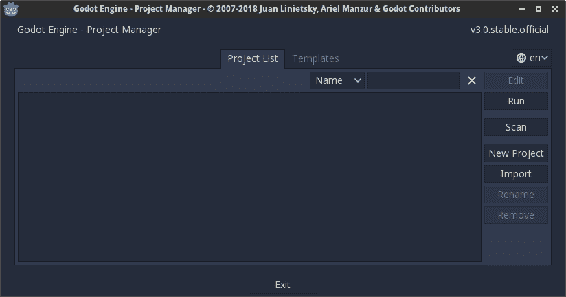 Godot Engine - Project Manager - © 2007-2018 Juan Linietsky, Ariel Manzur & Godot Contributors
Godot Engine - Project Manager
v3.0.stable.official
Project List
Templates
en
Name
Edit
Run
Scan
New Project
Import
Rename
Remove
Exit